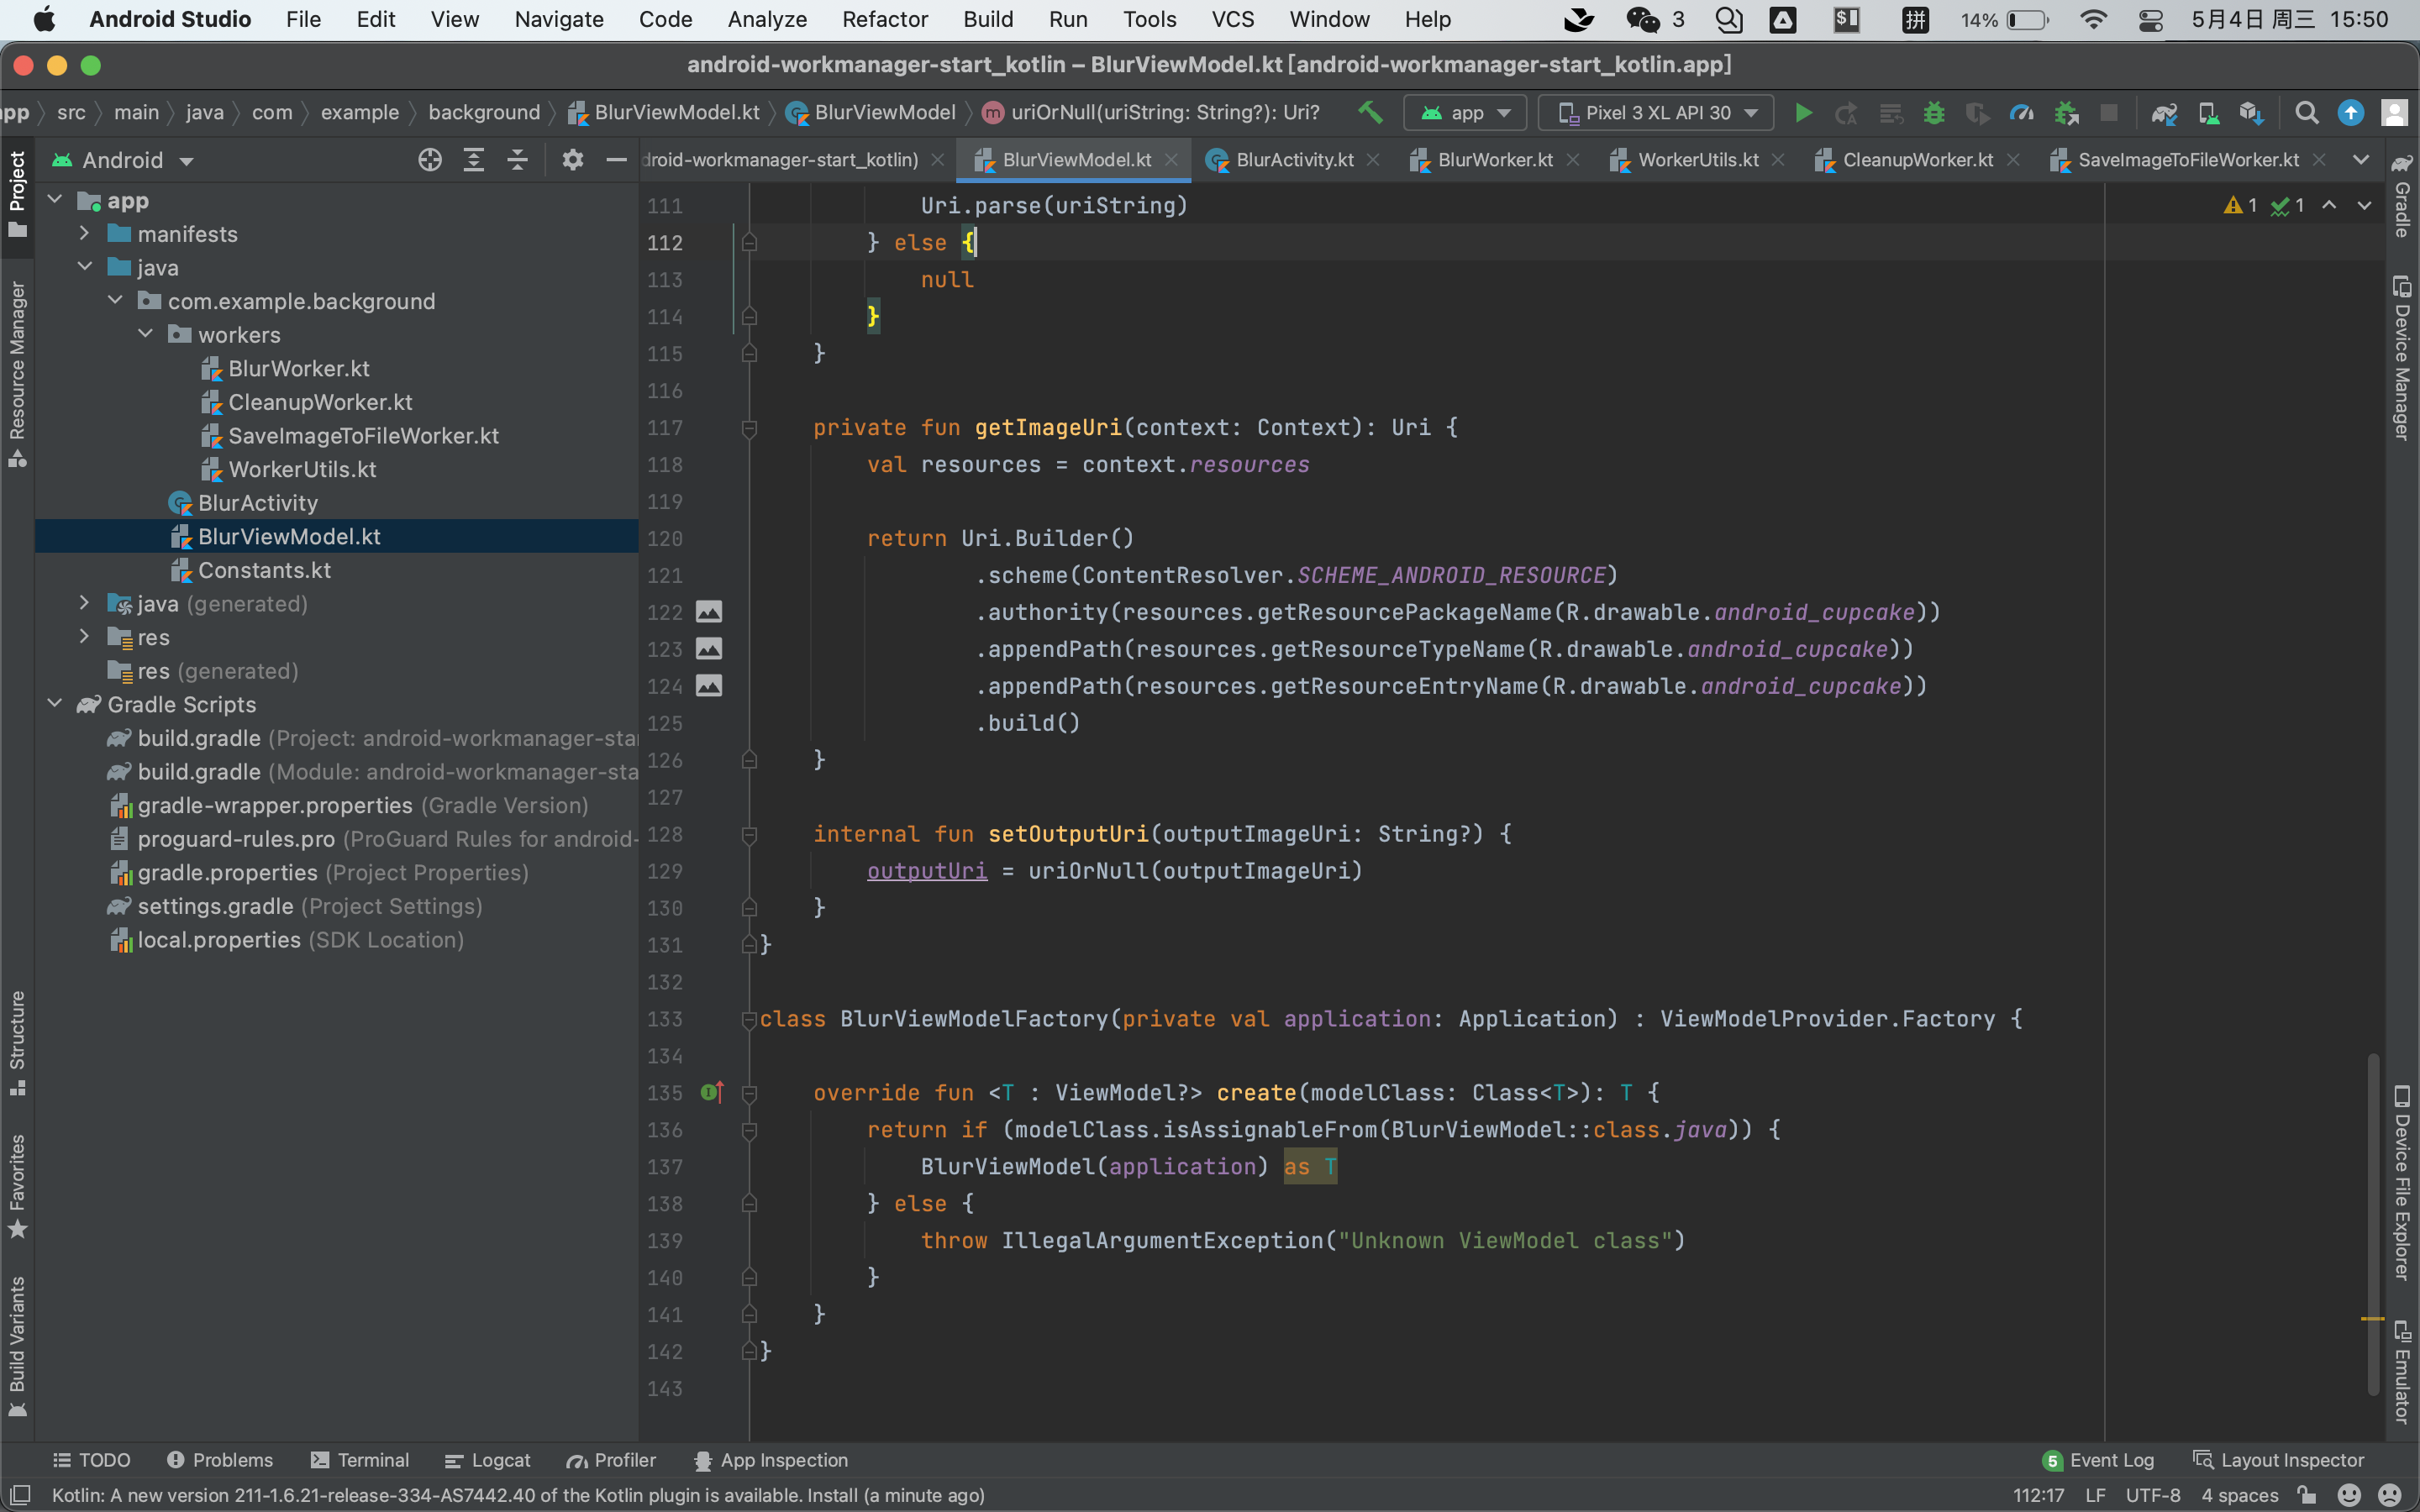 Android Studio File Edit View Navigate Code Analyze Refactor Build Run Tools VCS Window Help 3 拼 14% 5月4日 周三 15:50
android-workmanager-start_kotlin – BlurViewModel.kt [android-workmanager-start_kotlin.app]
pp src main java com example background BlurViewModel.kt BlurViewModel uriOrNull(uriString: String?): Uri? app Pixel 3 XL API 30
Android
droid-workmanager-start_kotlin) BlurViewModel.kt BlurActivity.kt BlurWorker.kt WorkerUtils.kt CleanupWorker.kt SaveImageToFileWorker.kt
Project
Resource Manager
Structure
Favorites
Build Variants
app
manifests
java
com.example.background
workers
BlurWorker.kt
CleanupWorker.kt
SaveImageToFileWorker.kt
WorkerUtils.kt
BlurActivity
BlurViewModel.kt
Constants.kt
java (generated)
res
res (generated)
Gradle Scripts
build.gradle (Project: android-workmanager-sta
build.gradle (Module: android-workmanager-sta
gradle-wrapper.properties (Gradle Version)
proguard-rules.pro (ProGuard Rules for android-
gradle.properties (Project Properties)
settings.gradle (Project Settings)
local.properties (SDK Location)
1 1
111 Uri.parse(uriString)
112 } else {
113 null
114 }
115 }
116
117 private fun getImageUri(context: Context): Uri {
118 val resources = context.resources
119
120 return Uri.Builder()
121 .scheme(ContentResolver.SCHEME_ANDROID_RESOURCE)
122 .authority(resources.getResourcePackageName(R.drawable.android_cupcake))
123 .appendPath(resources.getResourceTypeName(R.drawable.android_cupcake))
124 .appendPath(resources.getResourceEntryName(R.drawable.android_cupcake))
125 .build()
126 }
127
128 internal fun setOutputUri(outputImageUri: String?) {
129 outputUri = uriOrNull(outputImageUri)
130 }
131 }
132
133 class BlurViewModelFactory(private val application: Application) : ViewModelProvider.Factory {
134
135 override fun <T : ViewModel?> create(modelClass: Class<T>): T {
136 return if (modelClass.isAssignableFrom(BlurViewModel::class.java)) {
137 BlurViewModel(application) as T
138 } else {
139 throw IllegalArgumentException("Unknown ViewModel class")
140 }
141 }
142 }
143
Gradle
Device Manager
Device File Explorer
Emulator
TODO Problems Terminal Logcat Profiler App Inspection 5 Event Log Layout Inspector
Kotlin: A new version 211-1.6.21-release-334-AS7442.40 of the Kotlin plugin is available. Install (a minute ago) 112:17 LF UTF-8 4 spaces